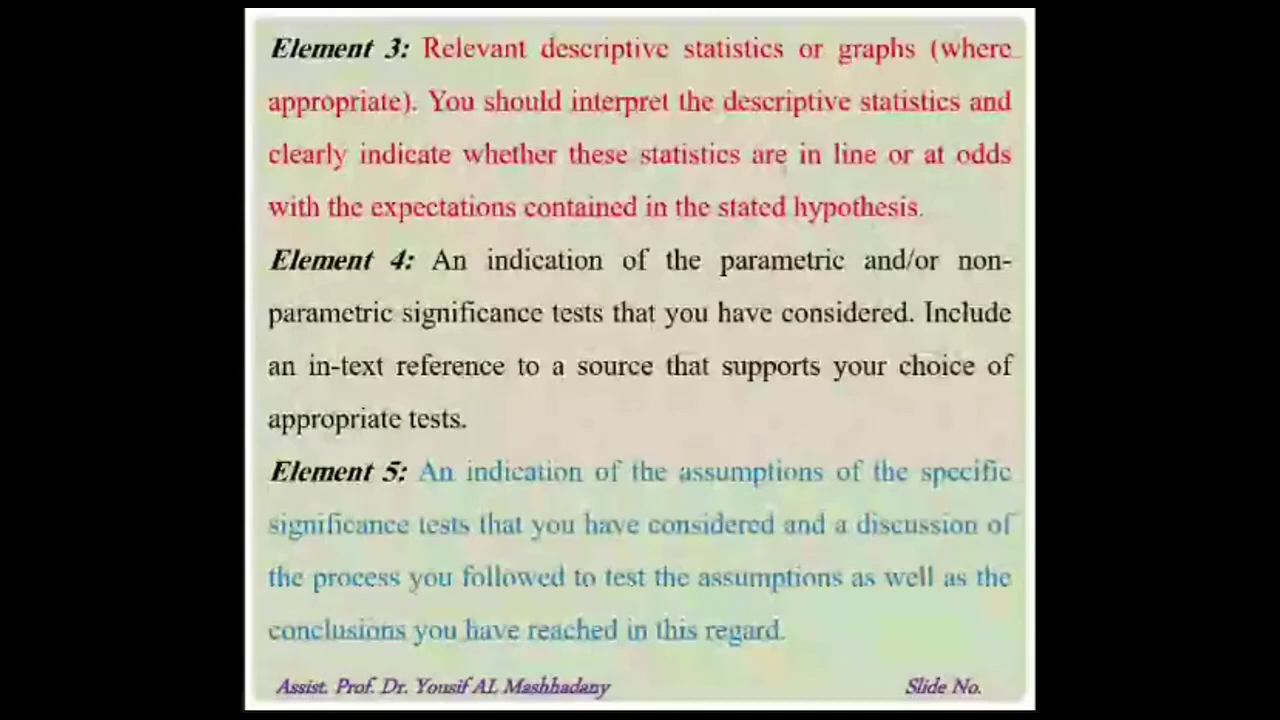 Element 3: Relevant descriptive statistics or graphs (where
appropriate). You should interpret the descriptive statistics and
clearly indicate whether these statistics are in line or at odds
with the expectations contained in the stated hypothesis.
Element 4: An indication of the parametric and/or non-
parametric significance tests that you have considered. Include
an in-text reference to a source that supports your choice of
appropriate tests.
Element 5: An indication of the assumptions of the specific
significance tests that you have considered and a discussion of
the process you followed to test the assumptions as well as the
conclusions you have reached in this regard.
Assist. Prof. Dr. Yousif AL Mashhadany Slide No.